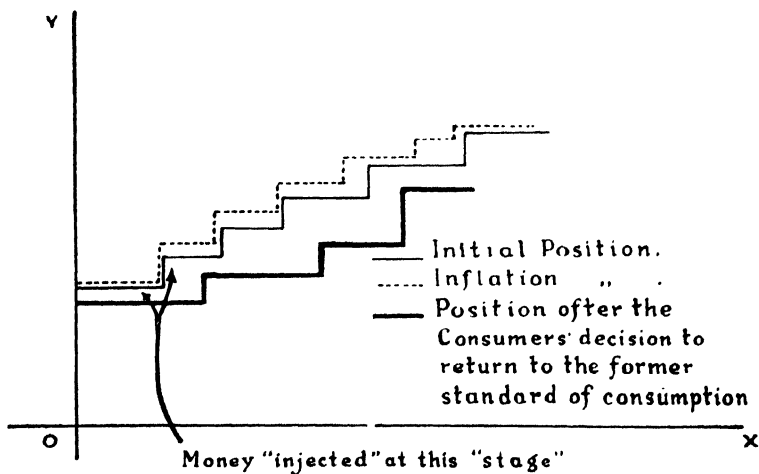 Y
Initial Position.
Inflation „ .
Position ofter the
Consumers' decision to
return to the former
standard of consumption
O
X
Money "injected" at this "stage"